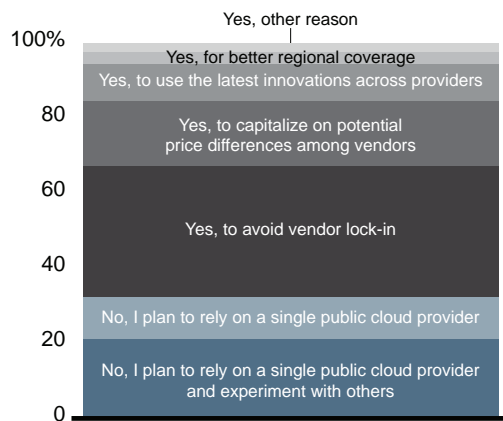 Yes, other reason
100%
Yes, for better regional coverage
Yes, to use the latest innovations across providers
80
Yes, to capitalize on potential
price differences among vendors
60
Yes, to avoid vendor lock-in
40
No, I plan to rely on a single public cloud provider
20
No, I plan to rely on a single public cloud provider
and experiment with others
0